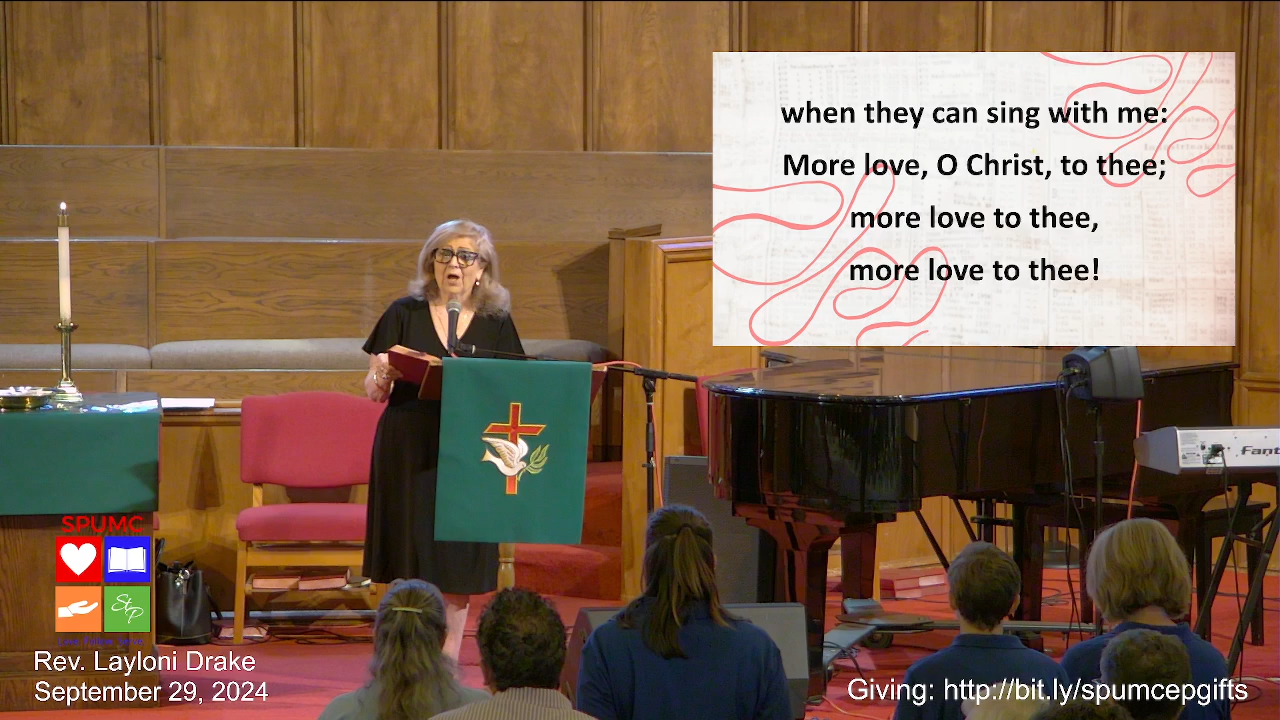 when they can sing with me:
More love, O Christ, to thee;
more love to thee,
more love to thee!
SPUMC
StP
Rev. Layloni Drake
September 29, 2024
Giving: http://bit.ly/spumcepgifts
Fant